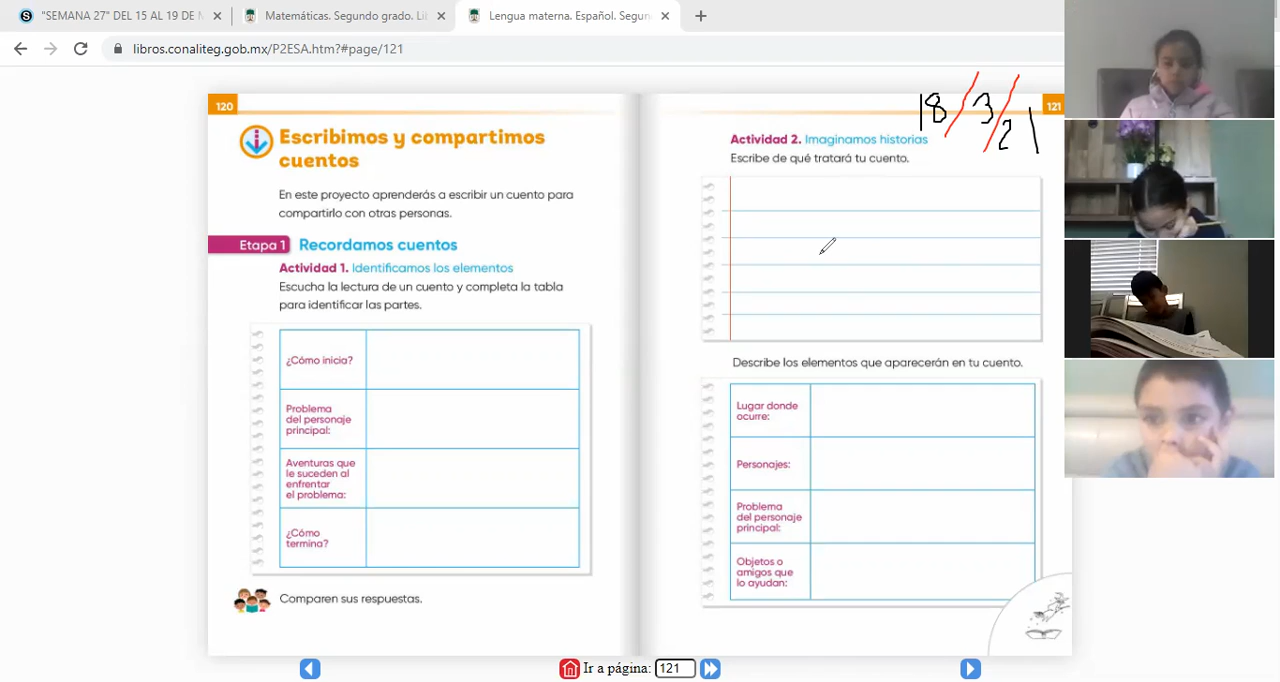 "SEMANA 27" DEL 15 AL 19 DE
Matemáticas. Segundo grado.
Lengua materna. Español.
libros.conaliteg.gob.mx/P2ESA.htm?#page/121
120
Escribimos y compartimos
cuentos
En este proyecto aprenderás a escribir un cuento para
compartirlo con otras personas.
Etapa 1 Recordamos cuentos
Actividad 1. Identificamos los elementos
Escucha la lectura de un cuento y completa la tabla
para identificar las partes.
¿Cómo inicia?
Problema
del personaje
principal:
Aventuras que
le suceden al
enfrentar
el problema:
¿Cómo
termina?
Comparen sus respuestas.
121
18/3/21
Actividad 2. Imaginamos historias
Escribe de qué tratará tu cuento.
Describe los elementos que aparecerán en tu cuento.
Lugar donde
ocurre:
Personajes:
Problema
del personaje
principal:
Objetos o
amigos que
lo ayudan:
Ir a página: 121